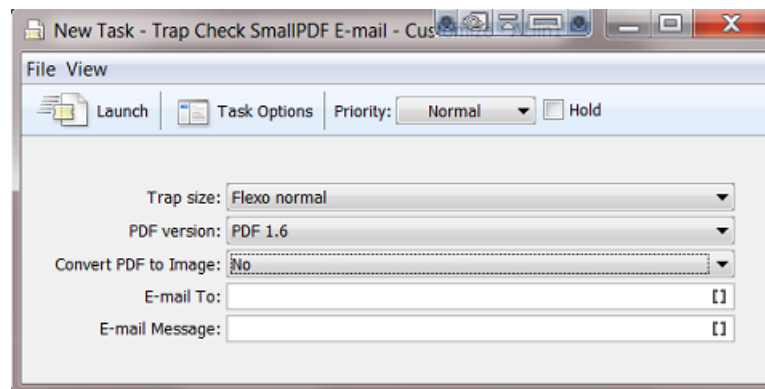 New Task - Trap Check SmallPDF E-mail - Cus
File View
Launch Task Options Priority: Normal Hold
Trap size: Flexo normal
PDF version: PDF 1.6
Convert PDF to Image: No
E-mail To: []
E-mail Message: []